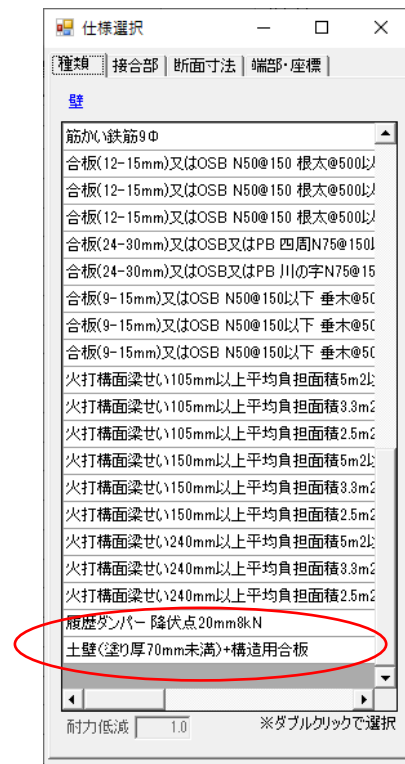 仕様選択
種類 接合部 断面寸法 端部・座標
壁
筋かい鉄筋9Φ
合板(12-15mm)又はOSB N50@150 根太@500以
合板(12-15mm)又はOSB N50@150 根太@500以
合板(12-15mm)又はOSB N50@150 根太@500以
合板(24-30mm)又はOSB又はPB 四周N75@150以
合板(24-30mm)又はOSB又はPB 川の字N75@15
合板(9-15mm)又はOSB N50@150以下 垂木@50
合板(9-15mm)又はOSB N50@150以下 垂木@50
合板(9-15mm)又はOSB N50@150以下 垂木@50
火打構面梁せい105mm以上平均負担面積5m2以
火打構面梁せい105mm以上平均負担面積3.3m2
火打構面梁せい105mm以上平均負担面積2.5m2
火打構面梁せい150mm以上平均負担面積5m2以
火打構面梁せい150mm以上平均負担面積3.3m2
火打構面梁せい150mm以上平均負担面積2.5m2
火打構面梁せい240mm以上平均負担面積5m2以
火打構面梁せい240mm以上平均負担面積3.3m2
火打構面梁せい240mm以上平均負担面積2.5m2
履歴ダンパー 降伏点20mm8kN
土壁(塗り厚70mm未満)+構造用合板
耐力低減 1.0 ※ダブルクリックで選択